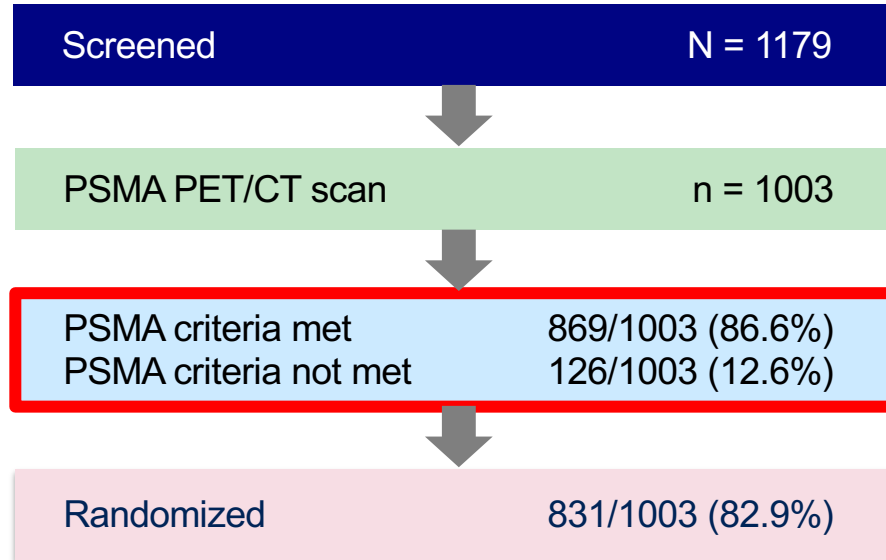 Screened N = 1179
PSMA PET/CT scan n = 1003
PSMA criteria met 869/1003 (86.6%)
PSMA criteria not met 126/1003 (12.6%)
Randomized 831/1003 (82.9%)